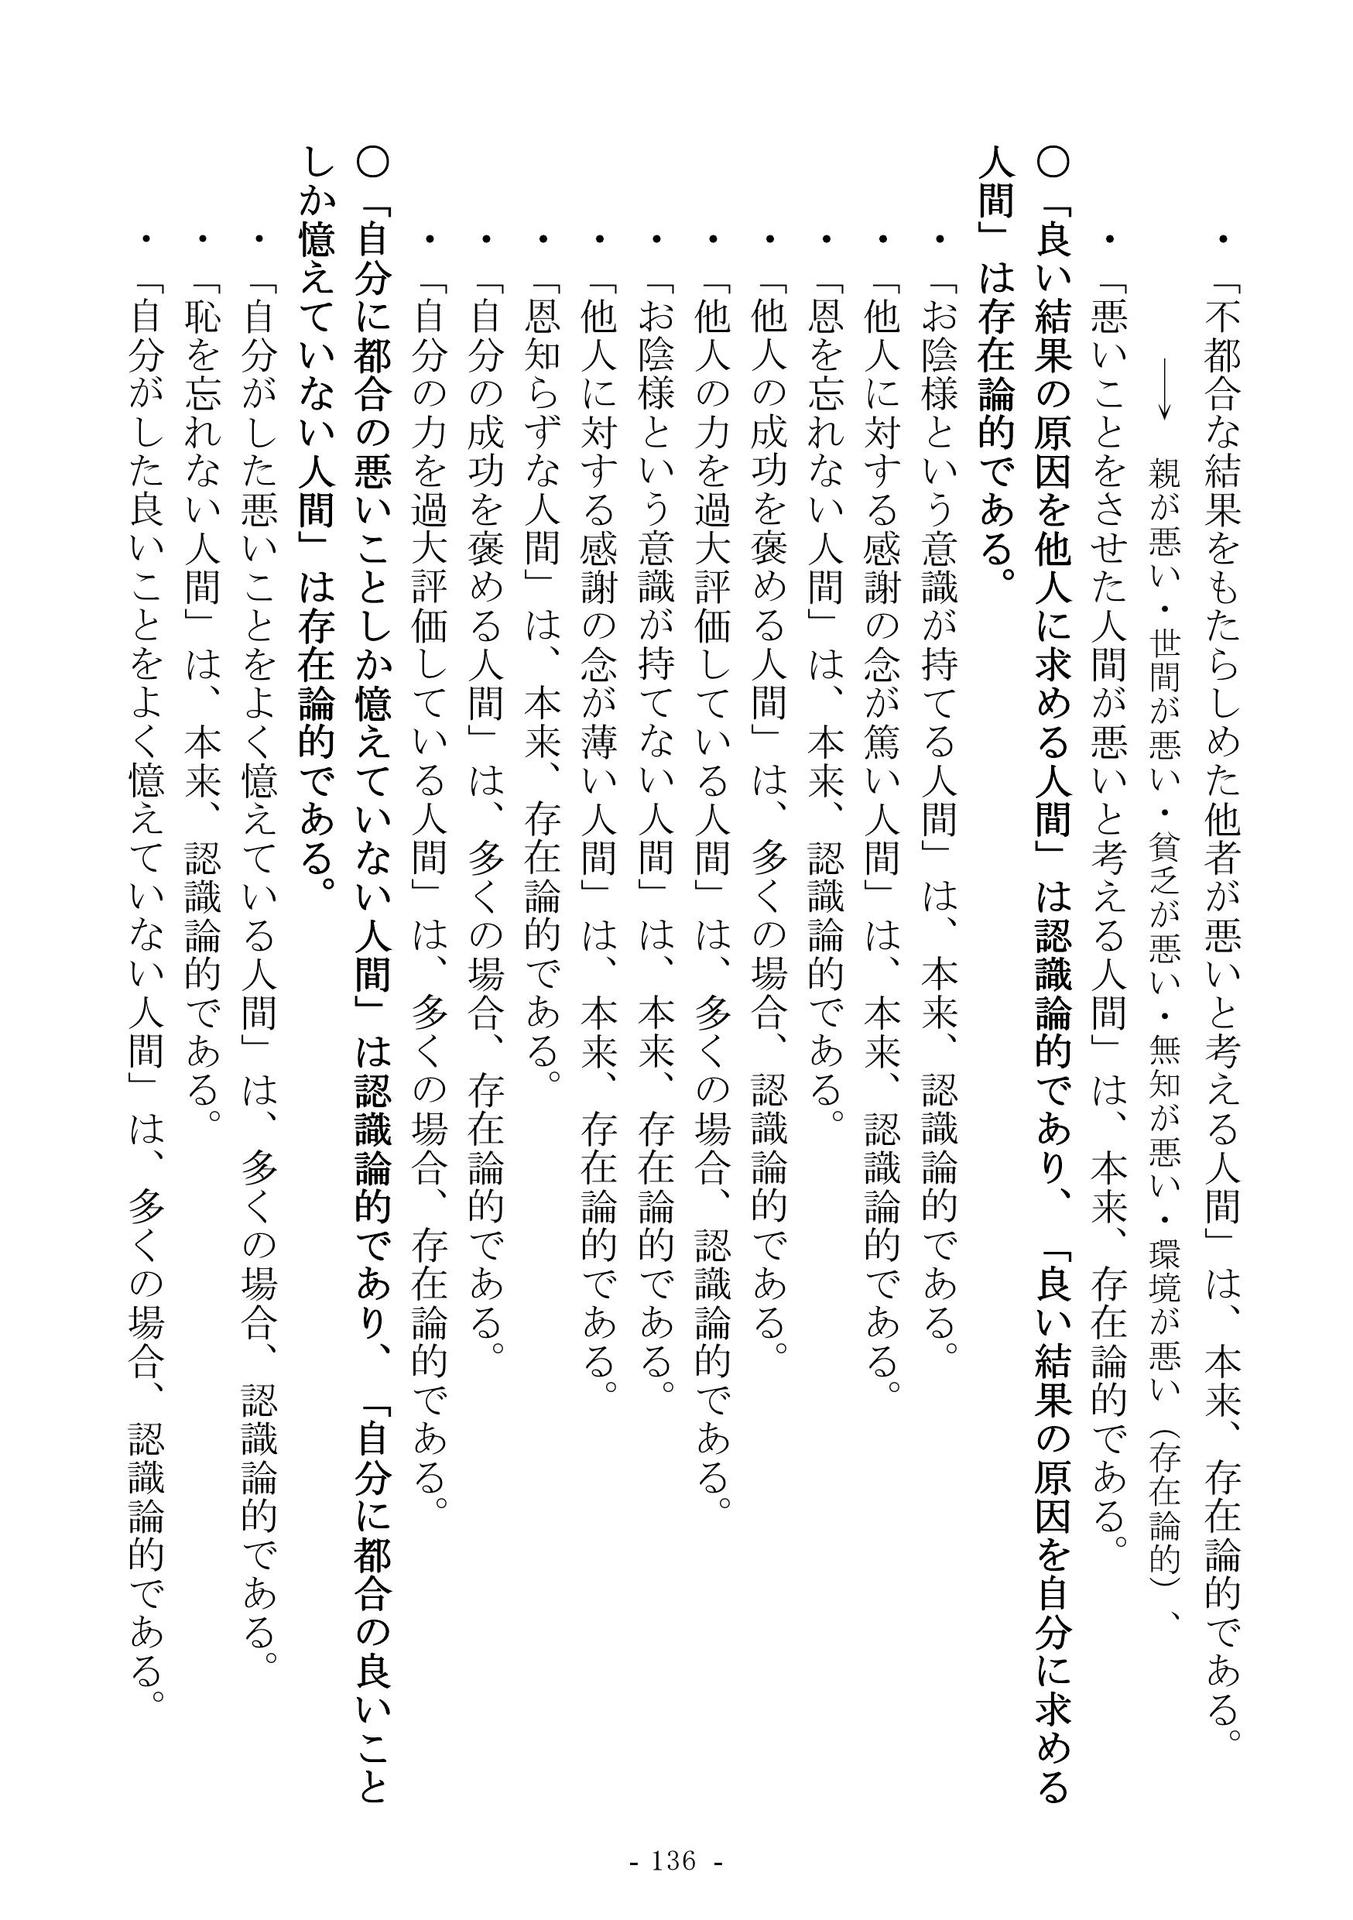 ・「不都合な結果をもたらしめた他者が悪いと考える人間」は、本来、存在論的である。
→ 親が悪い・世間が悪い・貧乏が悪い・無知が悪い・環境が悪い（存在論的）、
・「悪いことをさせた人間が悪いと考える人間」は、本来、存在論的である。
〇「良い結果の原因を他人に求める人間」は認識論的であり、「良い結果の原因を自分に求める
人間」は存在論的である。
・「お陰様という意識が持てる人間」は、本来、認識論的である。
・「他人に対する感謝の念が篤い人間」は、本来、認識論的である。
・「恩を忘れない人間」は、本来、認識論的である。
・「他人の成功を褒める人間」は、多くの場合、認識論的である。
・「他人の力を過大評価している人間」は、多くの場合、認識論的である。
・「お陰様という意識が持てない人間」は、本来、存在論的である。
・「他人に対する感謝の念が薄い人間」は、本来、存在論的である。
・「恩知らずな人間」は、本来、存在論的である。
・「自分の成功を褒める人間」は、多くの場合、存在論的である。
・「自分の力を過大評価している人間」は、多くの場合、存在論的である。
〇「自分に都合の悪いことしか憶えていない人間」は認識論的であり、「自分に都合の良いこと
しか憶えていない人間」は存在論的である。
・「自分がした悪いことをよく憶えている人間」は、多くの場合、認識論的である。
・「恥を忘れない人間」は、本来、認識論的である。
・「自分がした良いことをよく憶えていない人間」は、多くの場合、認識論的である。
- 136 -